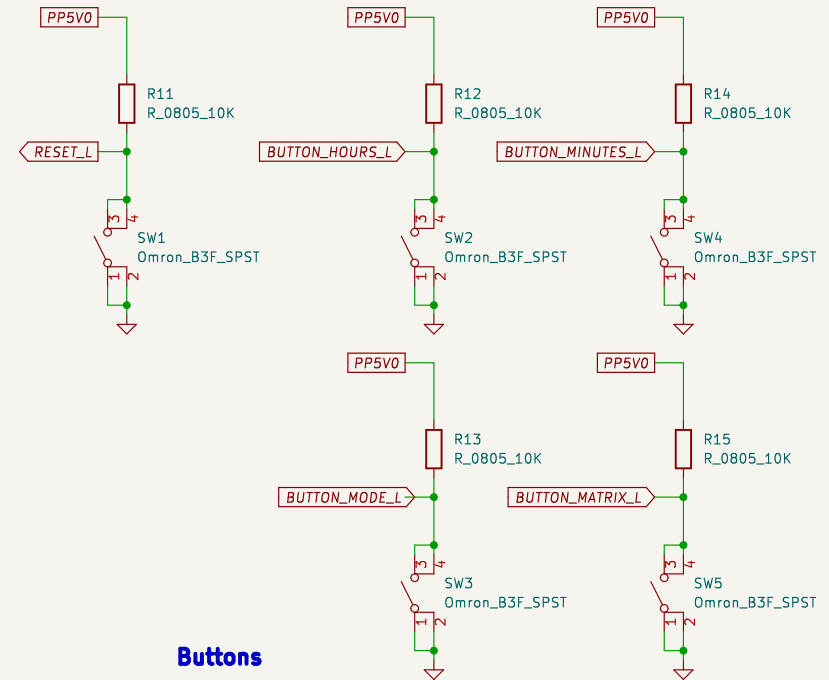 PP5V0
PP5V0
PP5V0
R11
R_0805_10K
R12
R_0805_10K
R14
R_0805_10K
RESET_L
BUTTON_HOURS_L
BUTTON_MINUTES_L
3 4
SW1
Omron_B3F_SPST
1 2
3 4
SW2
Omron_B3F_SPST
1 2
3 4
SW4
Omron_B3F_SPST
1 2
PP5V0
PP5V0
R13
R_0805_10K
R15
R_0805_10K
BUTTON_MODE_L
BUTTON_MATRIX_L
3 4
SW3
Omron_B3F_SPST
1 2
3 4
SW5
Omron_B3F_SPST
1 2
Buttons